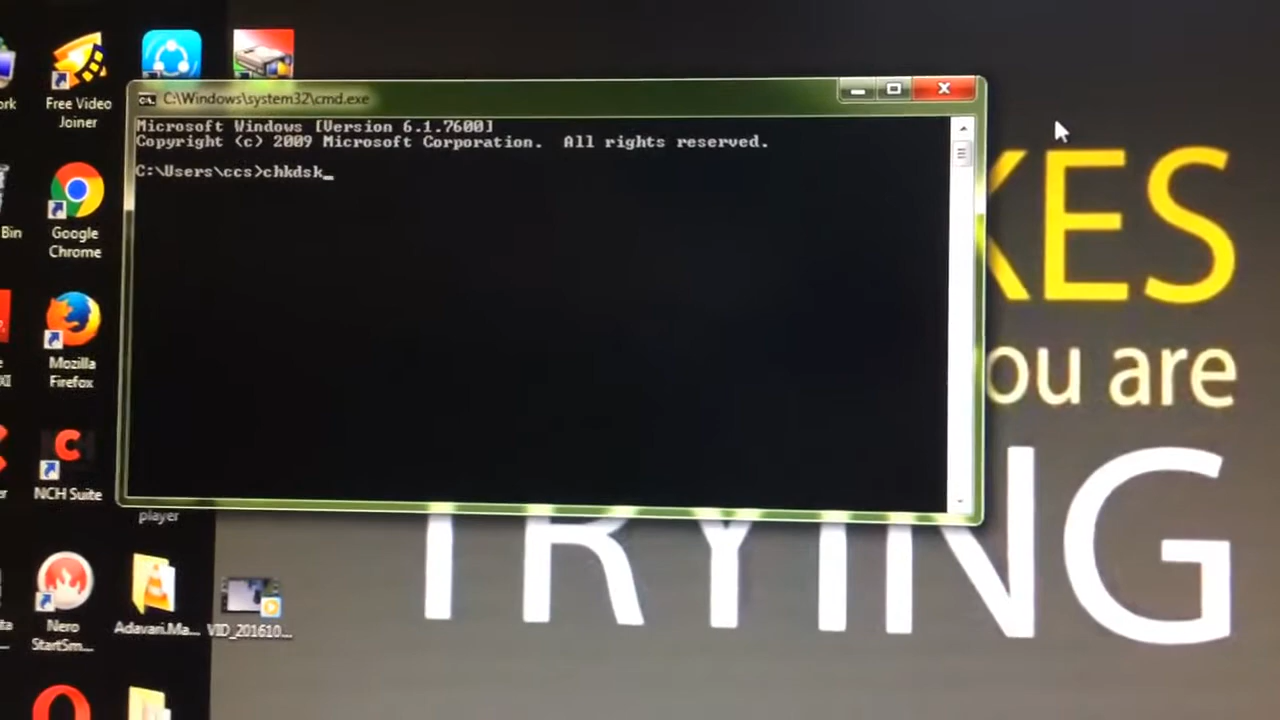 Free Video
Joiner
C:\Windows\system32\cmd.exe
Microsoft Windows [Version 6.1.7600]
Copyright (c) 2009 Microsoft Corporation. All rights reserved.
C:\Users\ccs>chkdsk_
KES
ou are
TRYING
Bin
Google
Chrome
Mozilla
Firefox
NCH Suite
player
Nero
StartSm...
Adavari.Ma...
VID_201610...